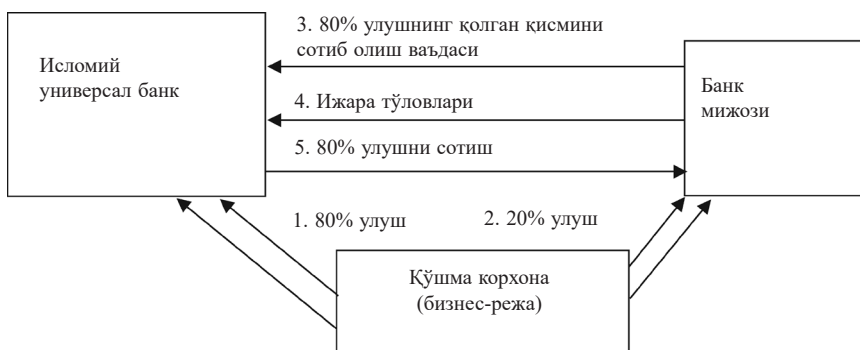 3. 80% улушнинг қолган қисмини
сотиб олиш ваъдаси
Исломий
универсал банк
Банк
мижози
4. Ижара тўловлари
5. 80% улушни сотиш
1. 80% улуш
2. 20% улуш
Қўшма корхона
(бизнес-режа)